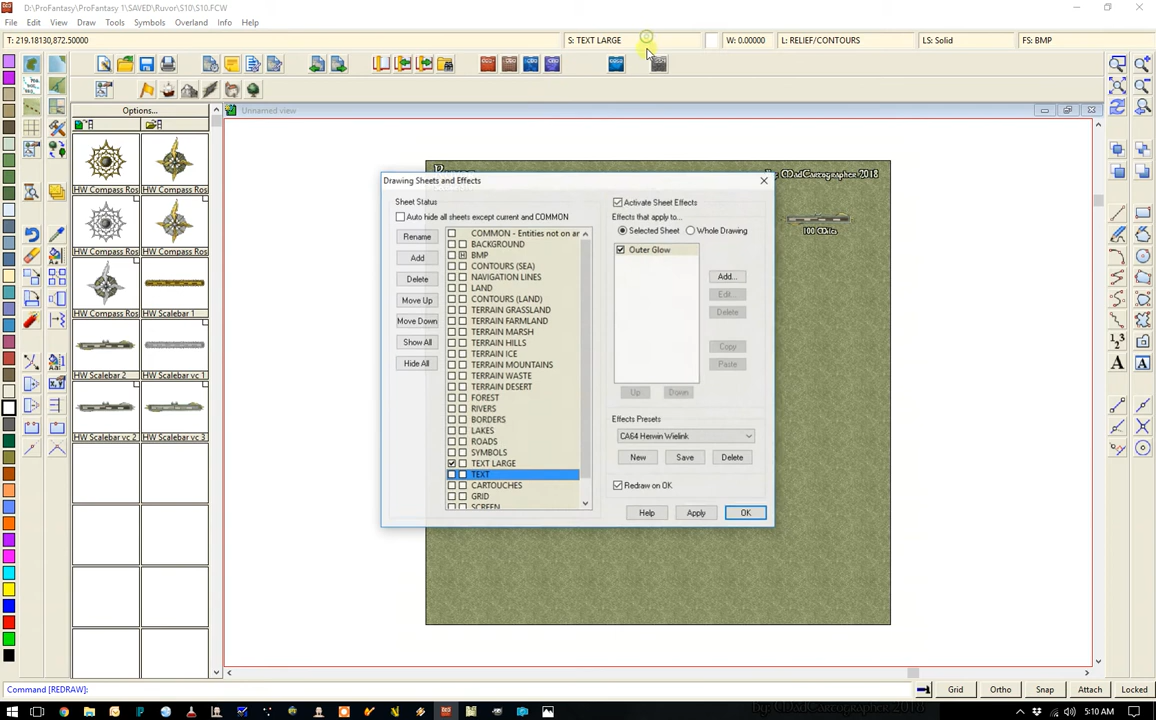 D:\ProFantasy\ProFantasy 1\SAVED\Ruvor\S10\S10.FCW
File Edit View Draw Tools Symbols Overland Info Help
T: 219.18130,872.50000
S: TEXT LARGE
W: 0.00000
L: RELIEF/CONTOURS
LS: Solid
FS: BMP
Options...
Unnamed view
HW Compass Ros
HW Compass Ros
HW Compass Ros
HW Compass Ros
HW Compass Ros
HW Scalebar 1
HW Scalebar 2
HW Scalebar vc 1
HW Scalebar vc 2
HW Scalebar vc 3
By: CMadCartographer 2018
100 Miles
Drawing Sheets and Effects
Sheet Status
Auto hide all sheets except current and COMMON
Rename
Add
Delete
Move Up
Move Down
Show All
Hide All
COMMON - Entities not on ar
BACKGROUND
H
BMP
CONTOURS (SEA)
NAVIGATION LINES
LAND
CONTOURS (LAND)
TERRAIN GRASSLAND
TERRAIN FARMLAND
TERRAIN MARSH
TERRAIN HILLS
TERRAIN ICE
TERRAIN MOUNTAINS
TERRAIN WASTE
TERRAIN DESERT
FOREST
RIVERS
BORDERS
LAKES
ROADS
SYMBOLS
TEXT LARGE
TEXT
CARTOUCHES
GRID
SCREEN
Activate Sheet Effects
Effects that apply to...
Selected Sheet
Whole Drawing
Outer Glow
Add...
Edit...
Delete
Copy
Paste
Up
Down
Effects Presets
CA64 Herwin Wielink
New
Save
Delete
Redraw on OK
Help
Apply
OK
Command [REDRAW]:
Grid
Ortho
Snap
Attach
Locked
By: CMadCartographer 2018
5:10 AM